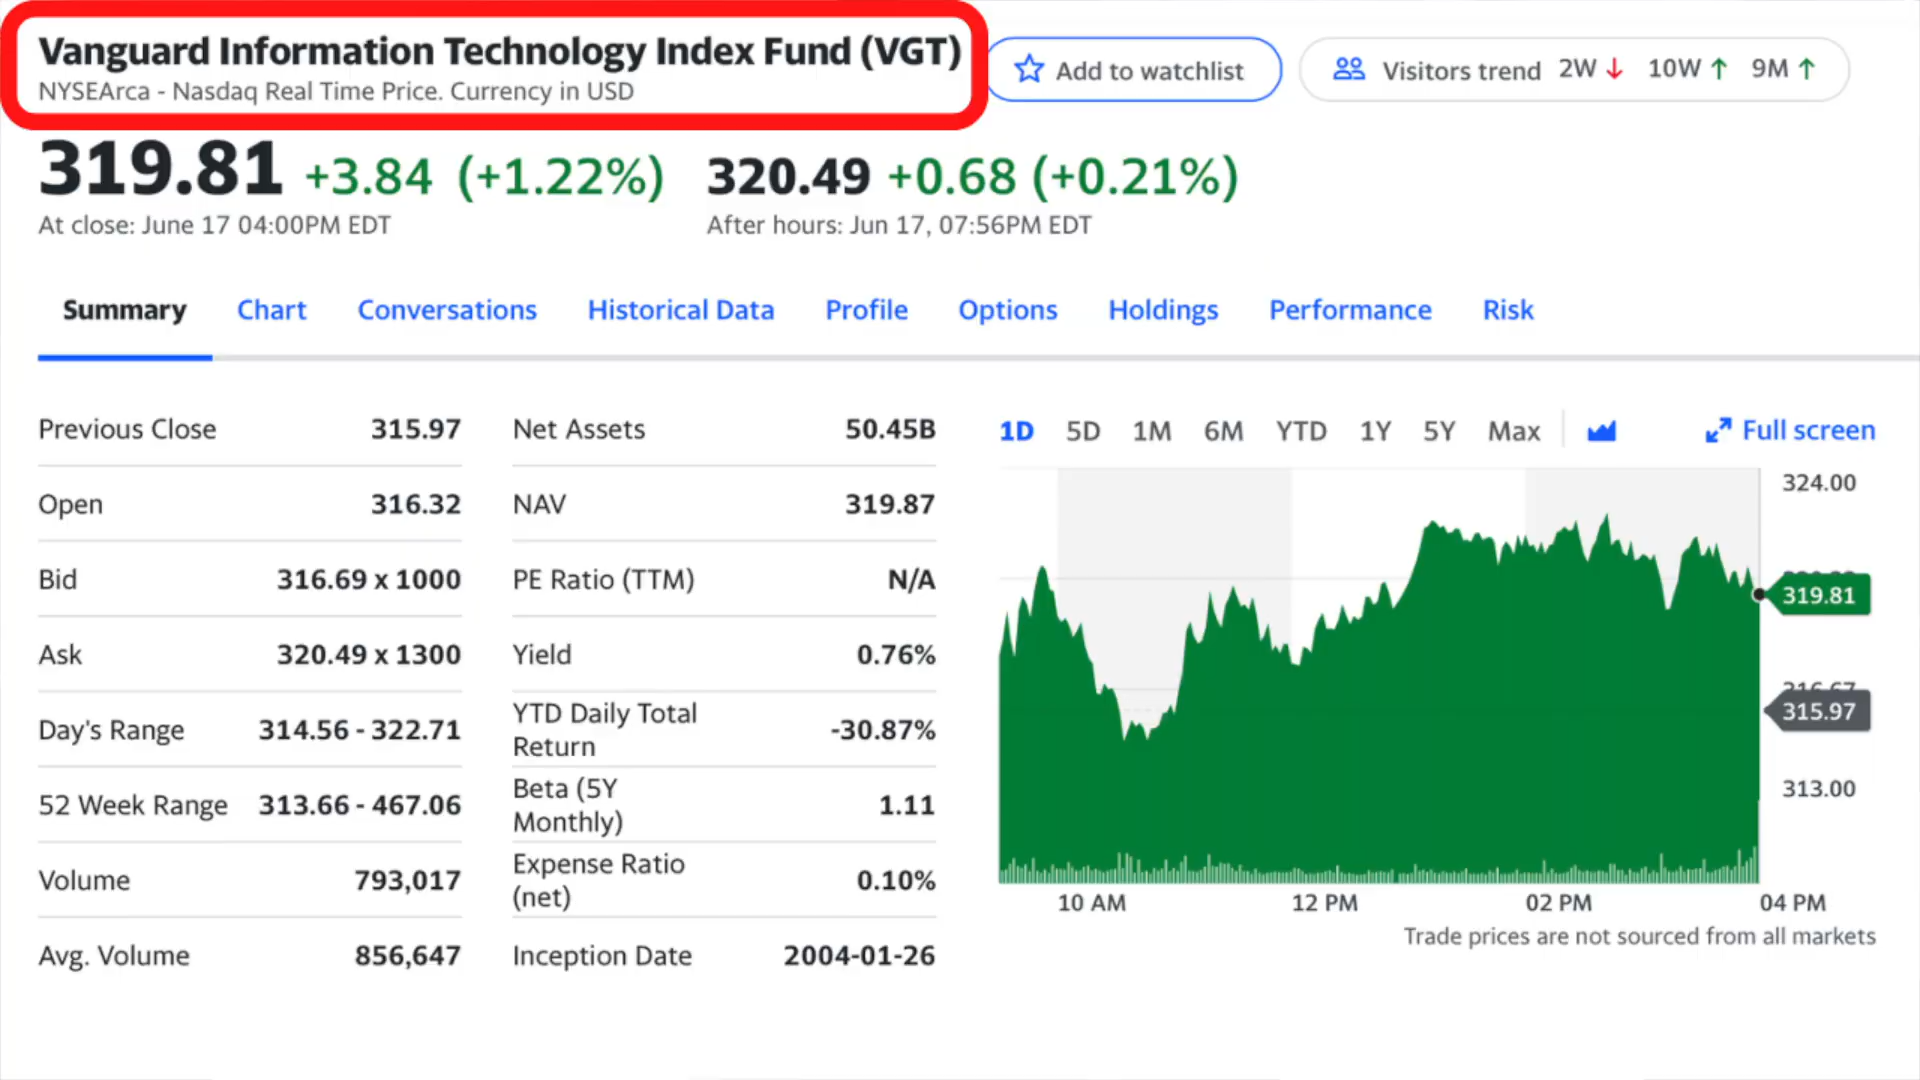 Vanguard Information Technology Index Fund (VGT)
NYSEArca - Nasdaq Real Time Price. Currency in USD
Add to watchlist
Visitors trend 2W ↓ 10W ↑ 9M ↑
319.81 +3.84 (+1.22%)
At close: June 17 04:00PM EDT
320.49 +0.68 (+0.21%)
After hours: Jun 17, 07:56PM EDT
Summary Chart Conversations Historical Data Profile Options Holdings Performance Risk
Previous Close 315.97
Open 316.32
Bid 316.69 x 1000
Ask 320.49 x 1300
Day's Range 314.56 - 322.71
52 Week Range 313.66 - 467.06
Volume 793,017
Avg. Volume 856,647
Net Assets 50.45B
NAV 319.87
PE Ratio (TTM) N/A
Yield 0.76%
YTD Daily Total
Return -30.87%
Beta (5Y
Monthly) 1.11
Expense Ratio
(net) 0.10%
Inception Date 2004-01-26
1D 5D 1M 6M YTD 1Y 5Y Max Full screen
324.00
319.81
316.67
315.97
313.00
10 AM 12 PM 02 PM 04 PM
Trade prices are not sourced from all markets